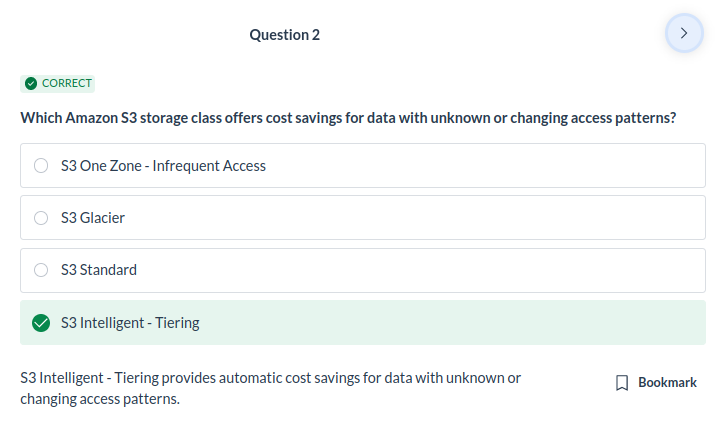 Question 2
CORRECT
Which Amazon S3 storage class offers cost savings for data with unknown or changing access patterns?
S3 One Zone - Infrequent Access
S3 Glacier
S3 Standard
S3 Intelligent - Tiering
S3 Intelligent - Tiering provides automatic cost savings for data with unknown or
changing access patterns.
Bookmark